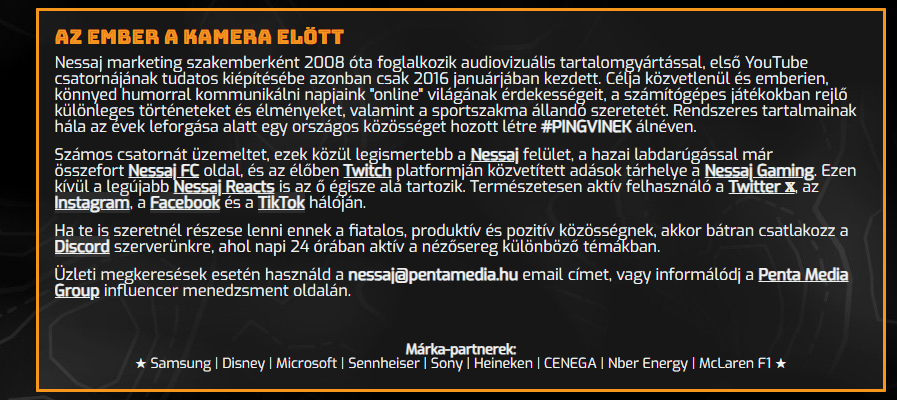 AZ EMBER A KAMERA ELŐTT
Nessaj marketing szakemberként 2008 óta foglalkozik audiovizuális tartalomgyártással, első YouTube
csatornájának tudatos kiépítésébe azonban csak 2016 januárjában kezdett. Célja közvetlenül és emberien,
könnyed humorral kommunikálni napjaink "online" világának érdekességeit, a számítógépes játékokban rejlő
különleges történeteket és élményeket, valamint a sportszakma állandó szeretetét. Rendszeres tartalmainak
hála az évek leforgása alatt egy országos közösséget hozott létre #PINGVINEK álnéven.
Számos csatornát üzemeltet, ezek közül legismertebb a Nessaj felület, a hazai labdarúgással már
összefort Nessaj FC oldal, és az élőben Twitch platformján közvetített adások tárhelye a Nessaj Gaming. Ezen
kívül a legújabb Nessaj Reacts is az ő égisze alá tartozik. Természetesen aktív felhasználó a Twitter X, az
Instagram, a Facebook és a TikTok hálóján.
Ha te is szeretnél részese lenni ennek a fiatalos, produktív és pozitív közösségnek, akkor bátran csatlakozz a
Discord szerverünkre, ahol napi 24 órában aktív a nézősereg különböző témákban.
Üzleti megkeresések esetén használd a nessaj@pentamedia.hu email címet, vagy informálódj a Penta Media
Group influencer menedzsment oldalán.
Márka-partnerek:
★ Samsung | Disney | Microsoft | Sennheiser | Sony | Heineken | CENEGA | Nber Energy | McLaren F1 ★